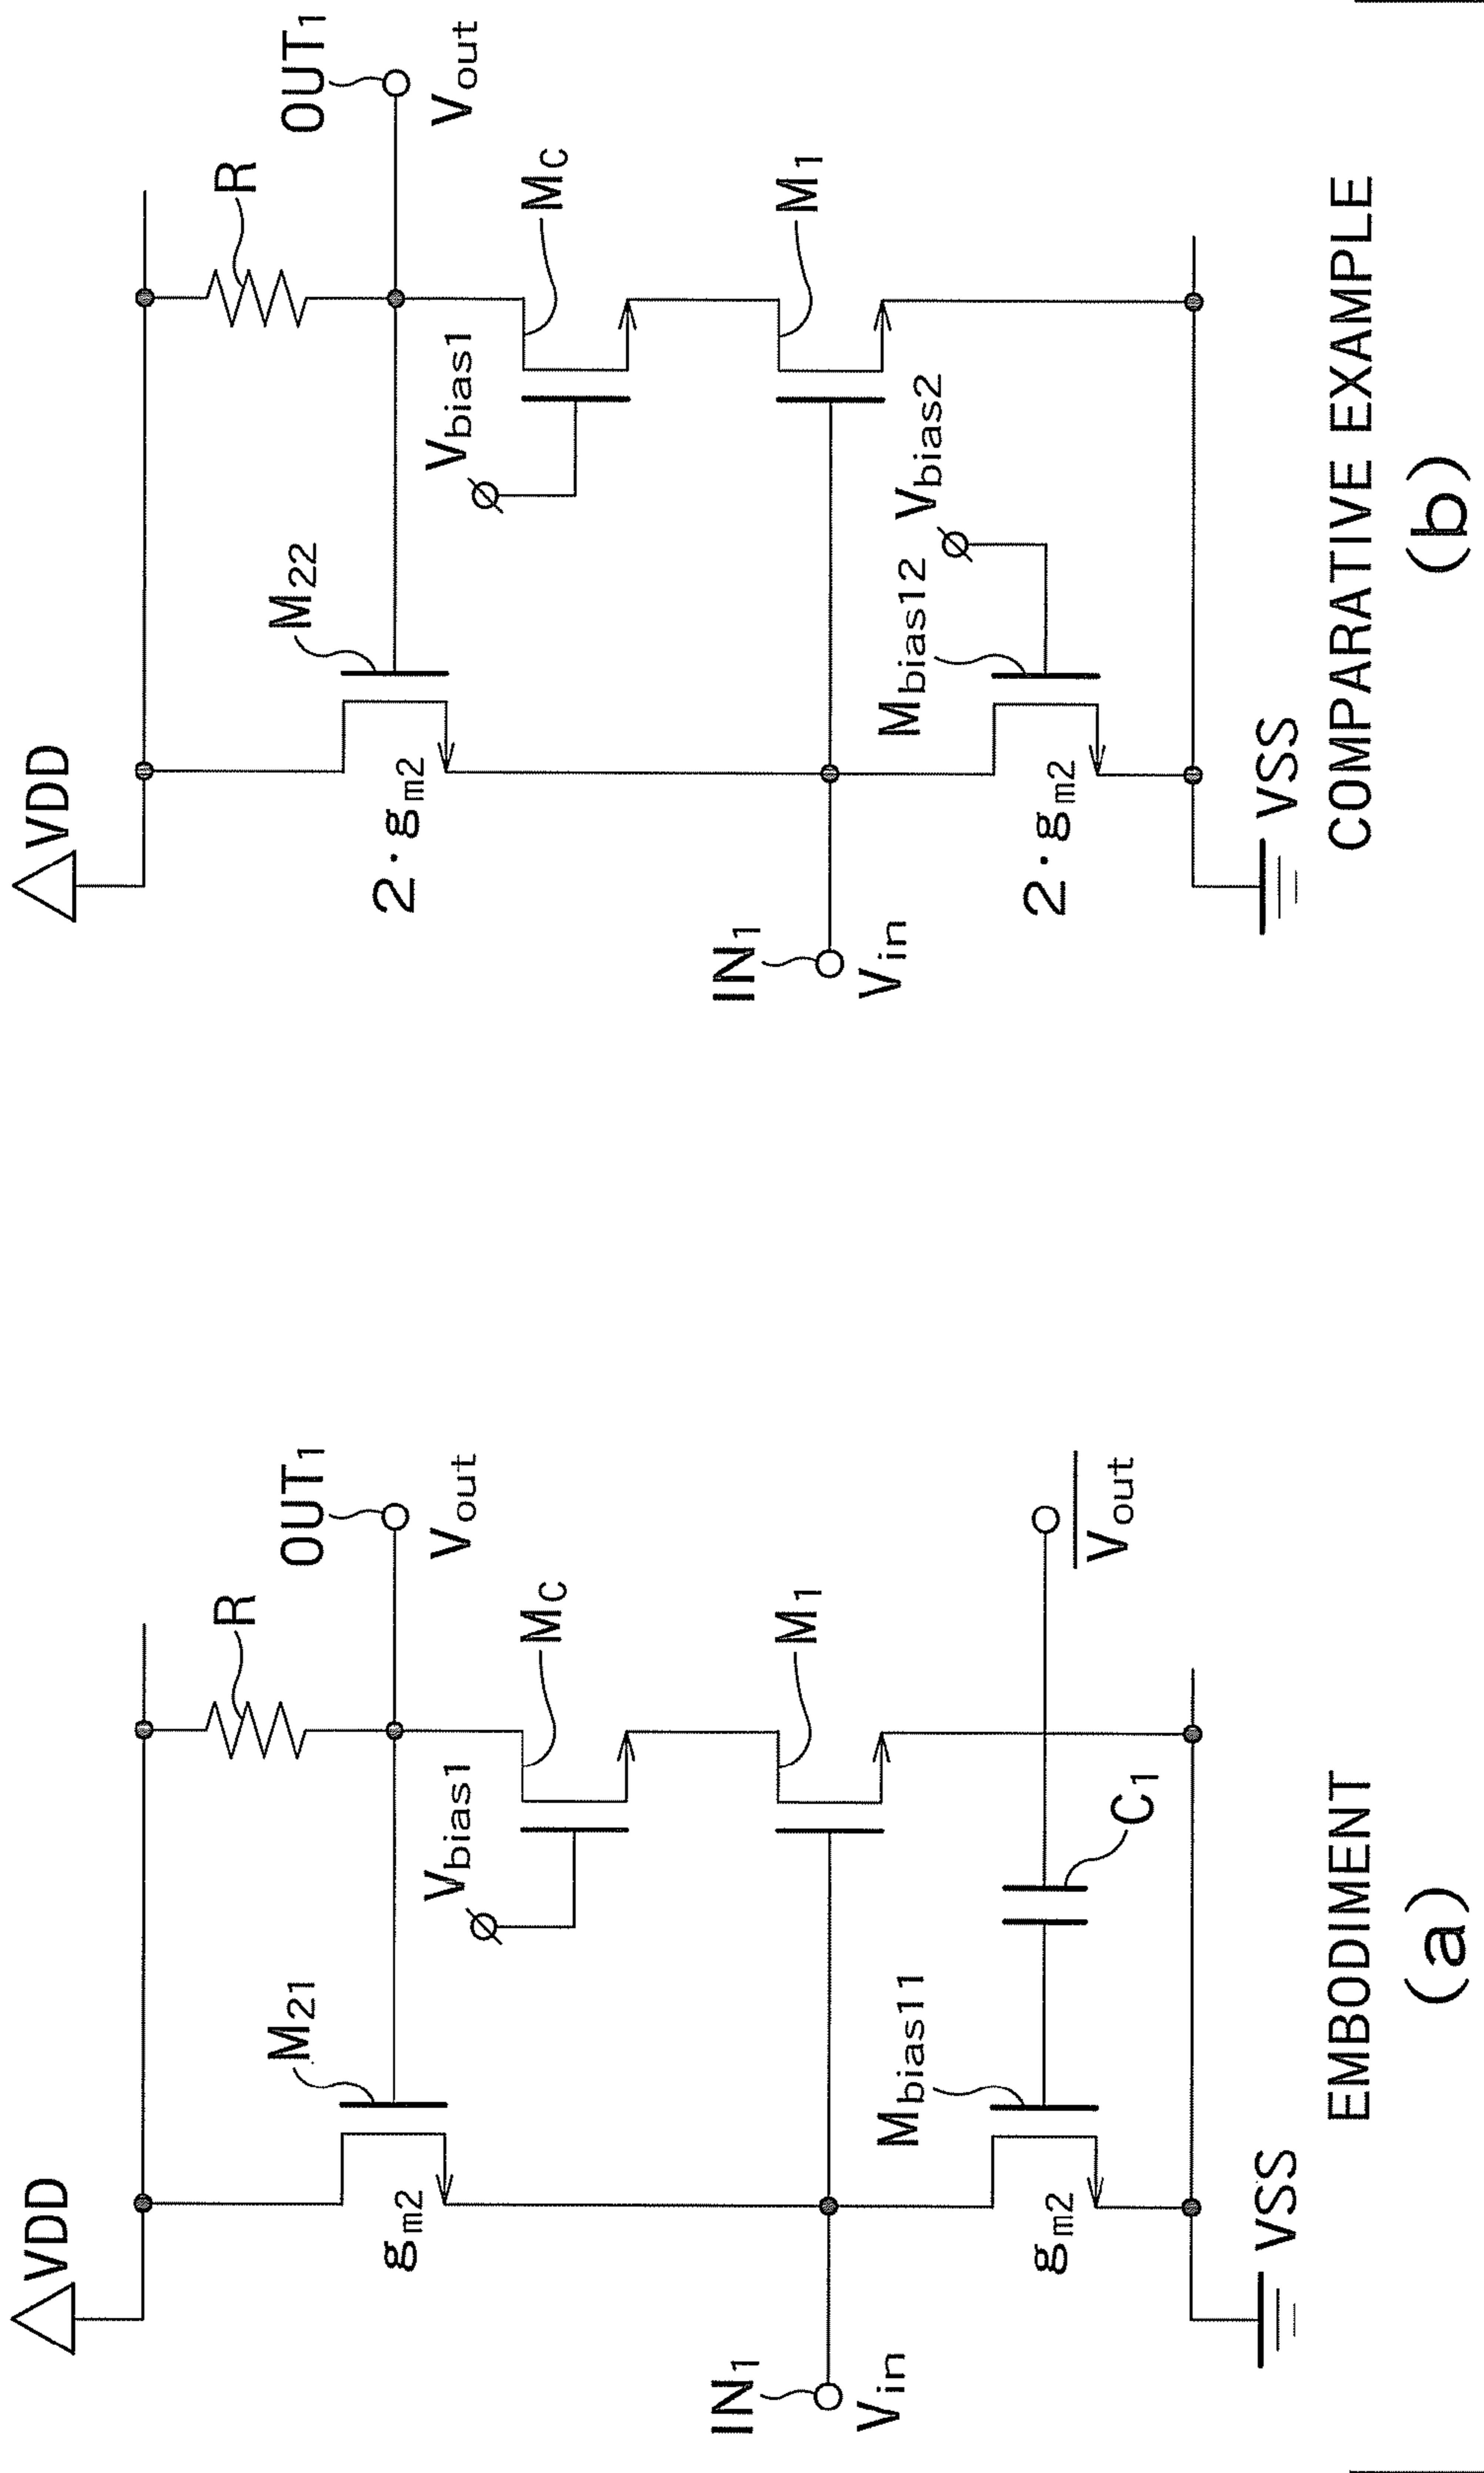 VDD
R
OUT1
Vout
M21
gm2
Vbias1
MC
IN1
Vin
M1
Mbias11
gm2
C1
Vout
VSS
EMBODIMENT
(a)
VDD
R
OUT1
Vout
M22
2·gm2
Vbias1
MC
IN1
Vin
M1
Mbias12
Vbias2
2·gm2
VSS
COMPARATIVE EXAMPLE
(b)